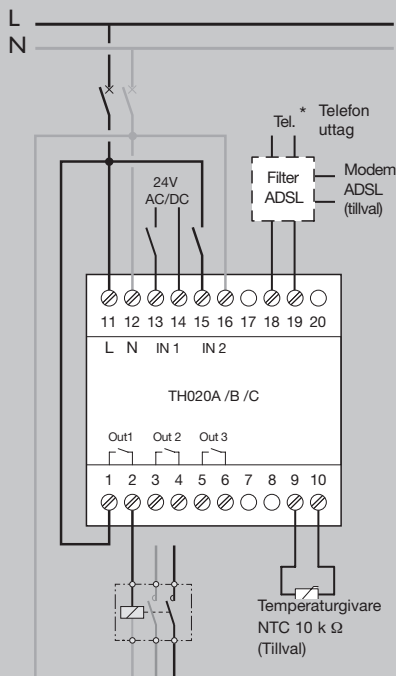 L
N
Tel. * Telefon
uttag
24V
AC/DC
Filter
ADSL
Modem
ADSL
(tillval)
11 12 13 14 15 16 17 18 19 20
L N IN 1 IN 2
TH020A /B /C
Out1 Out 2 Out 3
1 2 3 4 5 6 7 8 9 10
Temperaturgivare
NTC 10 k Ω
(Tillval)